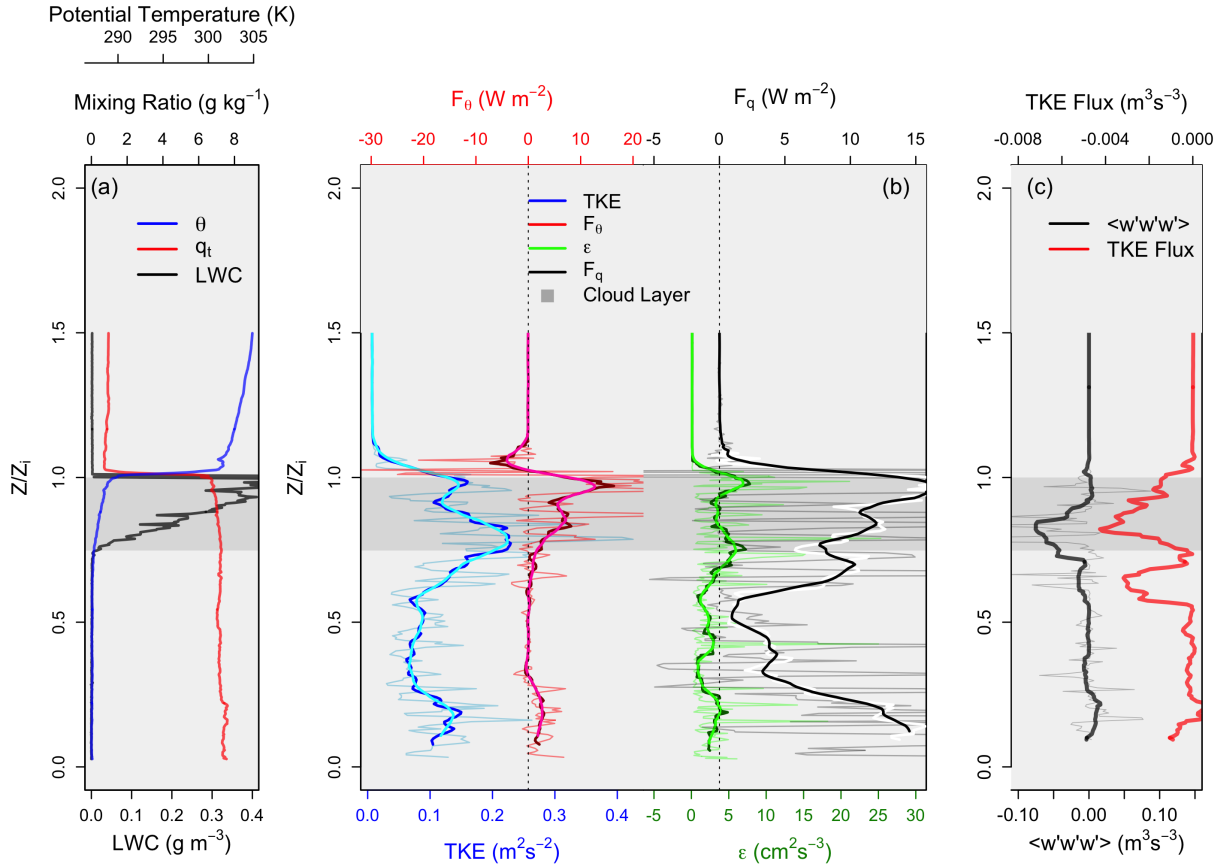 Potential Temperature (K)
290 295 300 305
Mixing Ratio (g kg⁻¹)
0 2 4 6 8
F_θ (W m⁻²)
-30 -20 -10 0 10 20
F_q (W m⁻²)
-5 0 5 10 15
TKE Flux (m³s⁻³)
-0.008 -0.004 0.000
(a)
θ
q_t
LWC
(b)
TKE
F_θ
ε
F_q
Cloud Layer
(c)
<w'w'w'>
TKE Flux
Z/Z_i
0.0 0.5 1.0 1.5 2.0
Z/Z_i
0.0 0.5 1.0 1.5 2.0
0.0 0.5 1.0 1.5 2.0
0.0 0.1 0.2 0.3 0.4
LWC (g m⁻³)
0.0 0.1 0.2 0.3 0.4
TKE (m²s⁻²)
-5 0 5 10 15 20 25 30
ε (cm²s⁻³)
-0.10 0.00 0.10
<w'w'w'> (m³s⁻³)